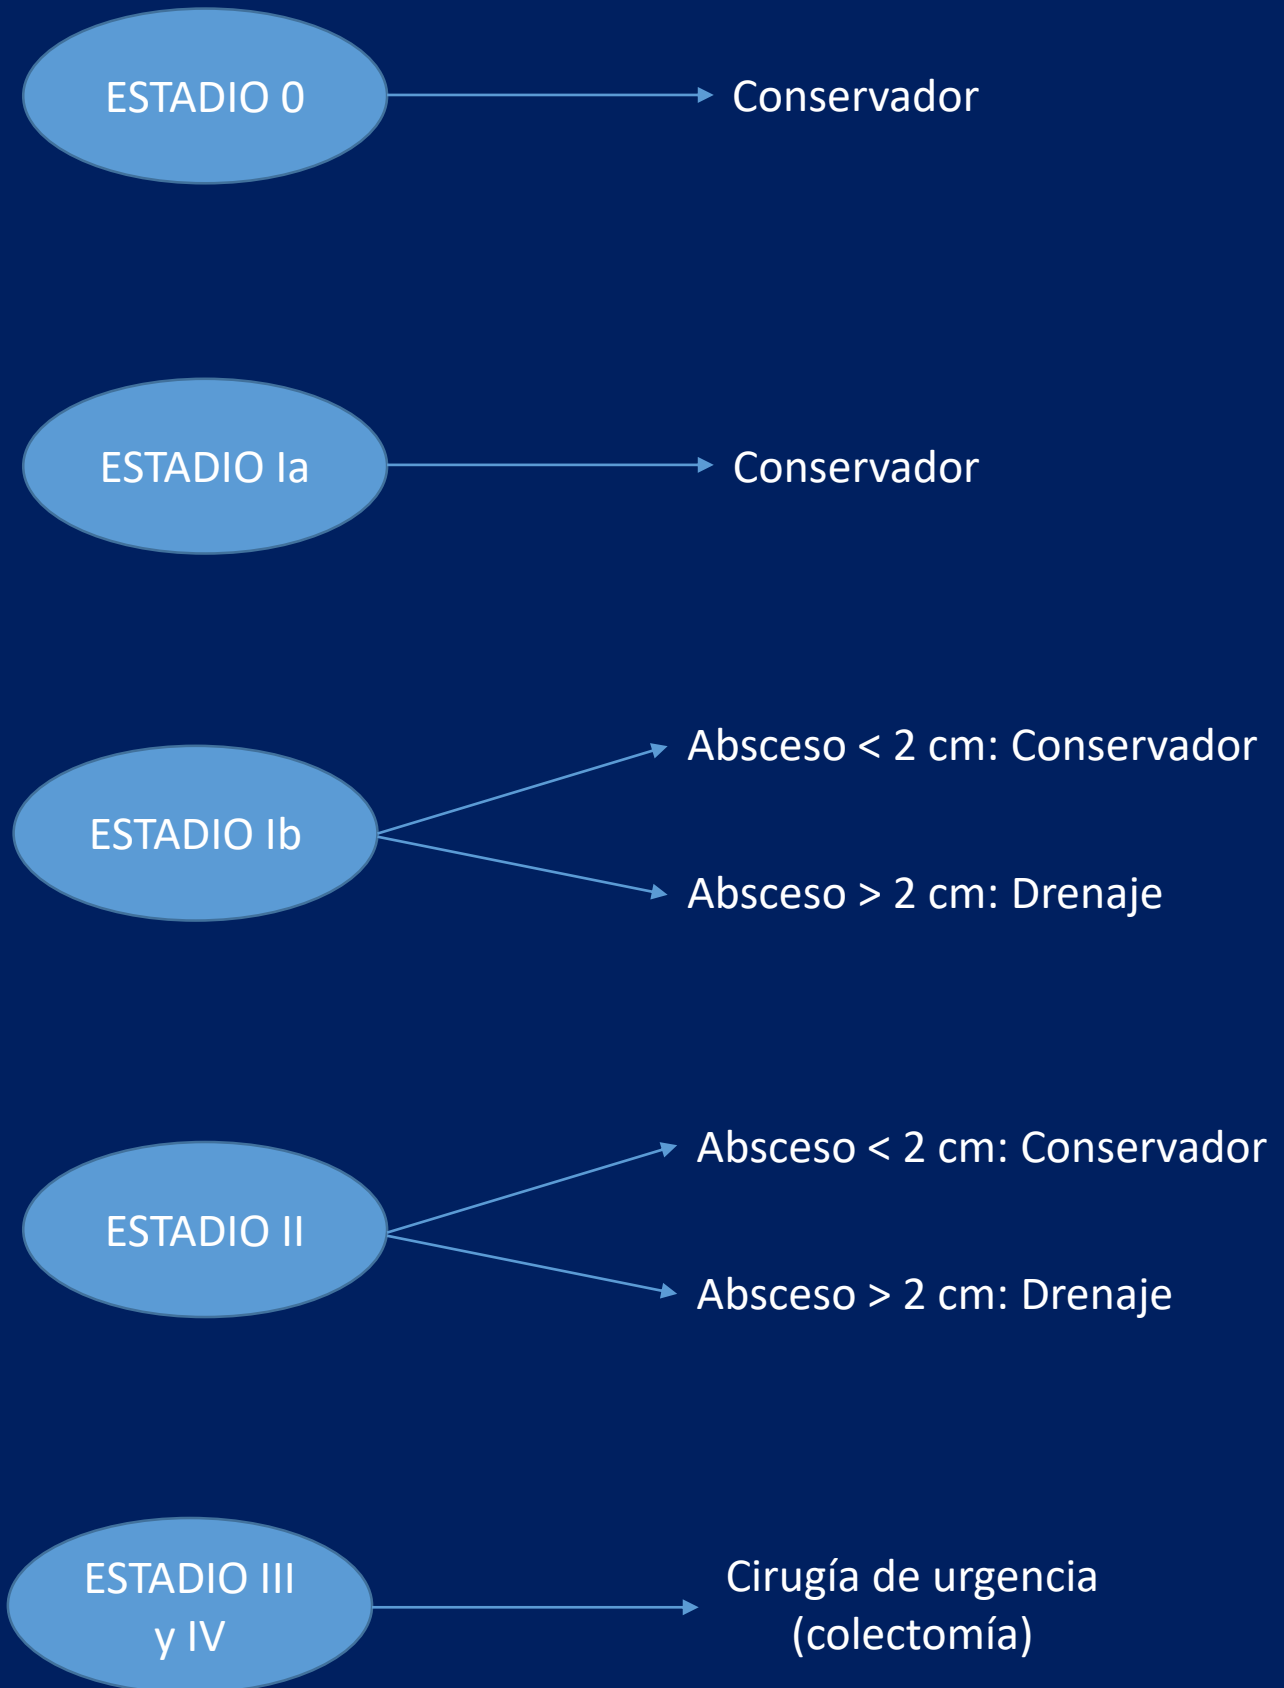 ESTADIO 0
Conservador
ESTADIO Ia
Conservador
ESTADIO Ib
Absceso < 2 cm: Conservador
Absceso > 2 cm: Drenaje
ESTADIO II
Absceso < 2 cm: Conservador
Absceso > 2 cm: Drenaje
ESTADIO III
y IV
Cirugía de urgencia
(colectomía)